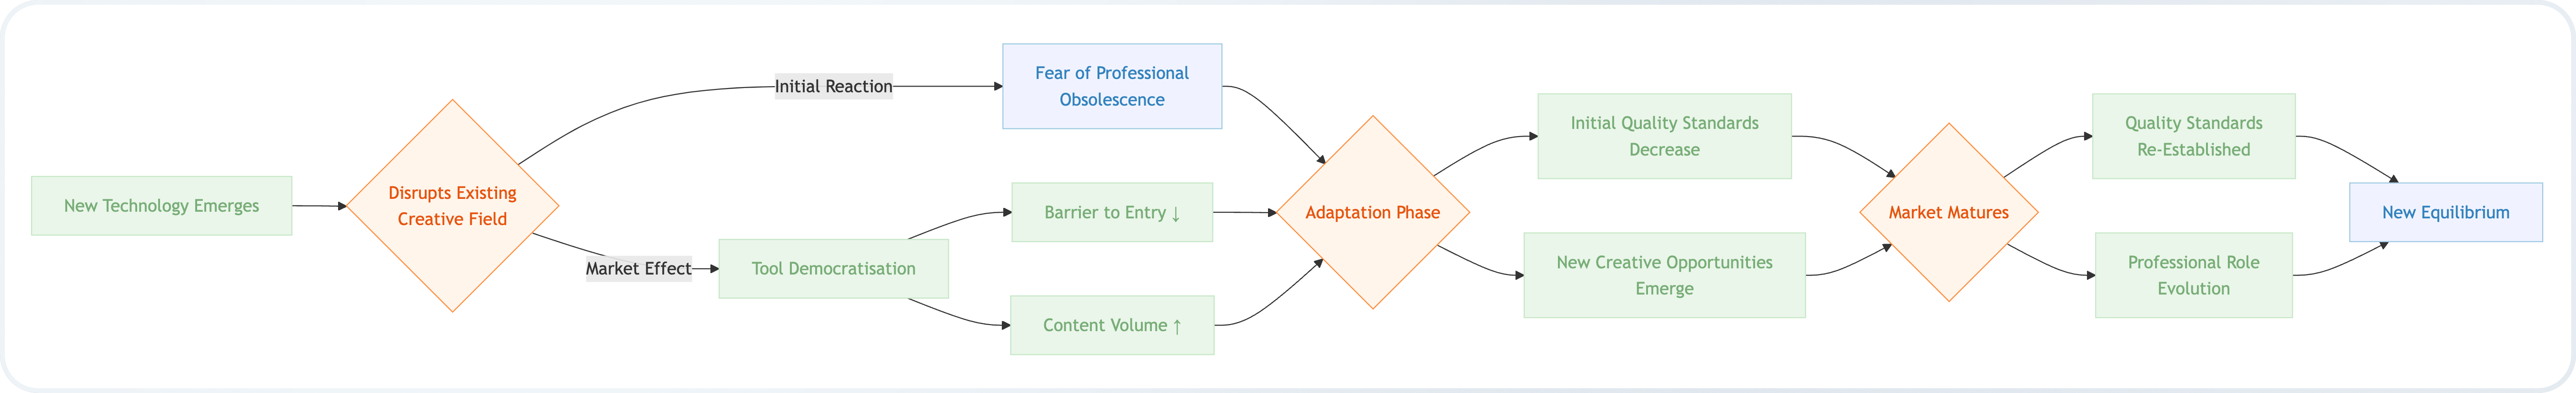 New Technology Emerges
Disrupts Existing
Creative Field
Initial Reaction
Market Effect
Fear of Professional
Obsolescence
Tool Democratisation
Barrier to Entry ↓
Content Volume ↑
Adaptation Phase
Initial Quality Standards
Decrease
New Creative Opportunities
Emerge
Market Matures
Quality Standards
Re-Established
Professional Role
Evolution
New Equilibrium